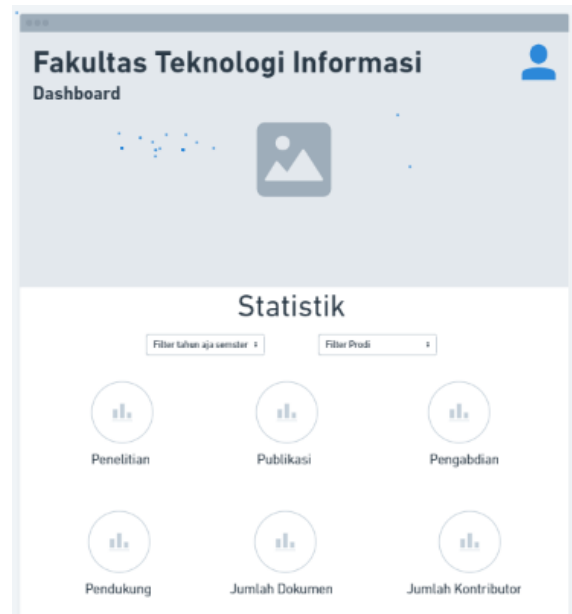 Fakultas Teknologi Informasi
Dashboard
Statistik
Filter tahun aja semster
Filter Prodi
Penelitian
Publikasi
Pengabdian
Pendukung
Jumlah Dokumen
Jumlah Kontributor